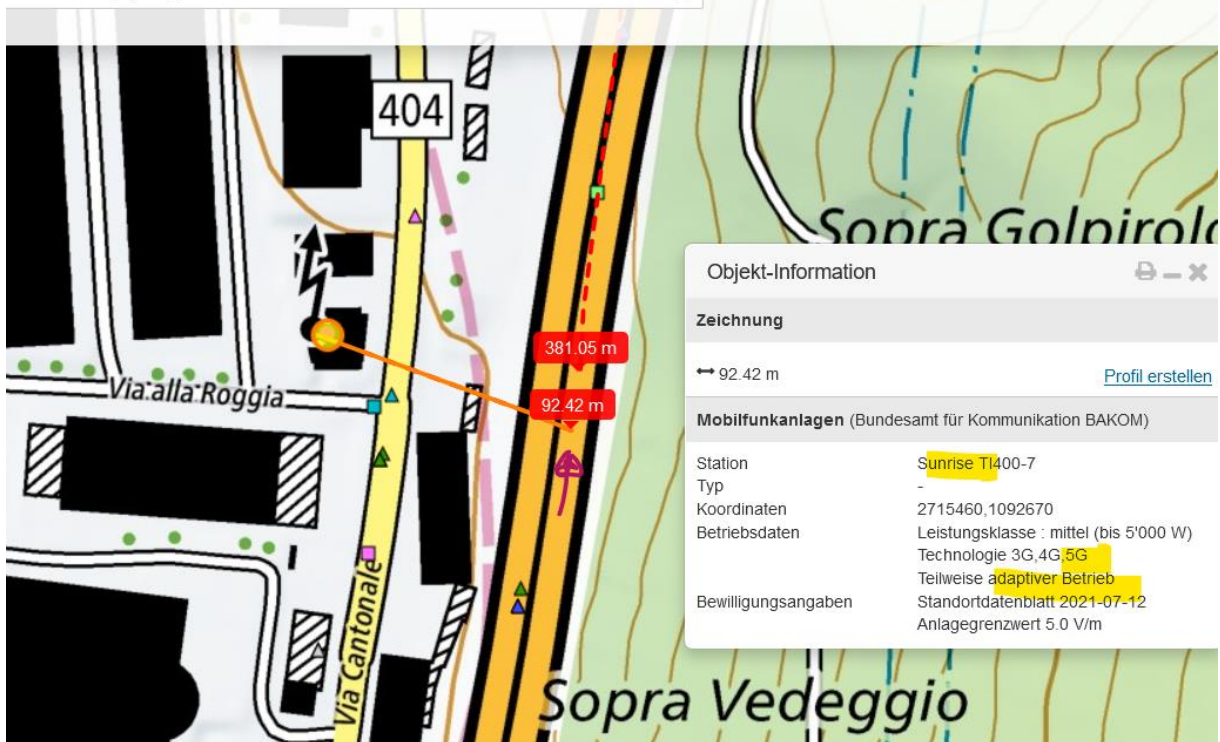 404
Sopra Golpirolo
Objekt-Information
Zeichnung
381.05 m
92.42 m
Profil erstellen
92.42 m
Via alla Roggia
Mobilfunkanlagen (Bundesamt für Kommunikation BAKOM)
Station Sunrise TI400-7
Typ -
Koordinaten 2715460,1092670
Betriebsdaten Leistungsklasse : mittel (bis 5'000 W)
Technologie 3G,4G,5G
Teilweise adaptiver Betrieb
Bewilligungsangaben Standortdatenblatt 2021-07-12
Anlagegrenzwert 5.0 V/m
Via Cantonale
Sopra Vedeggio